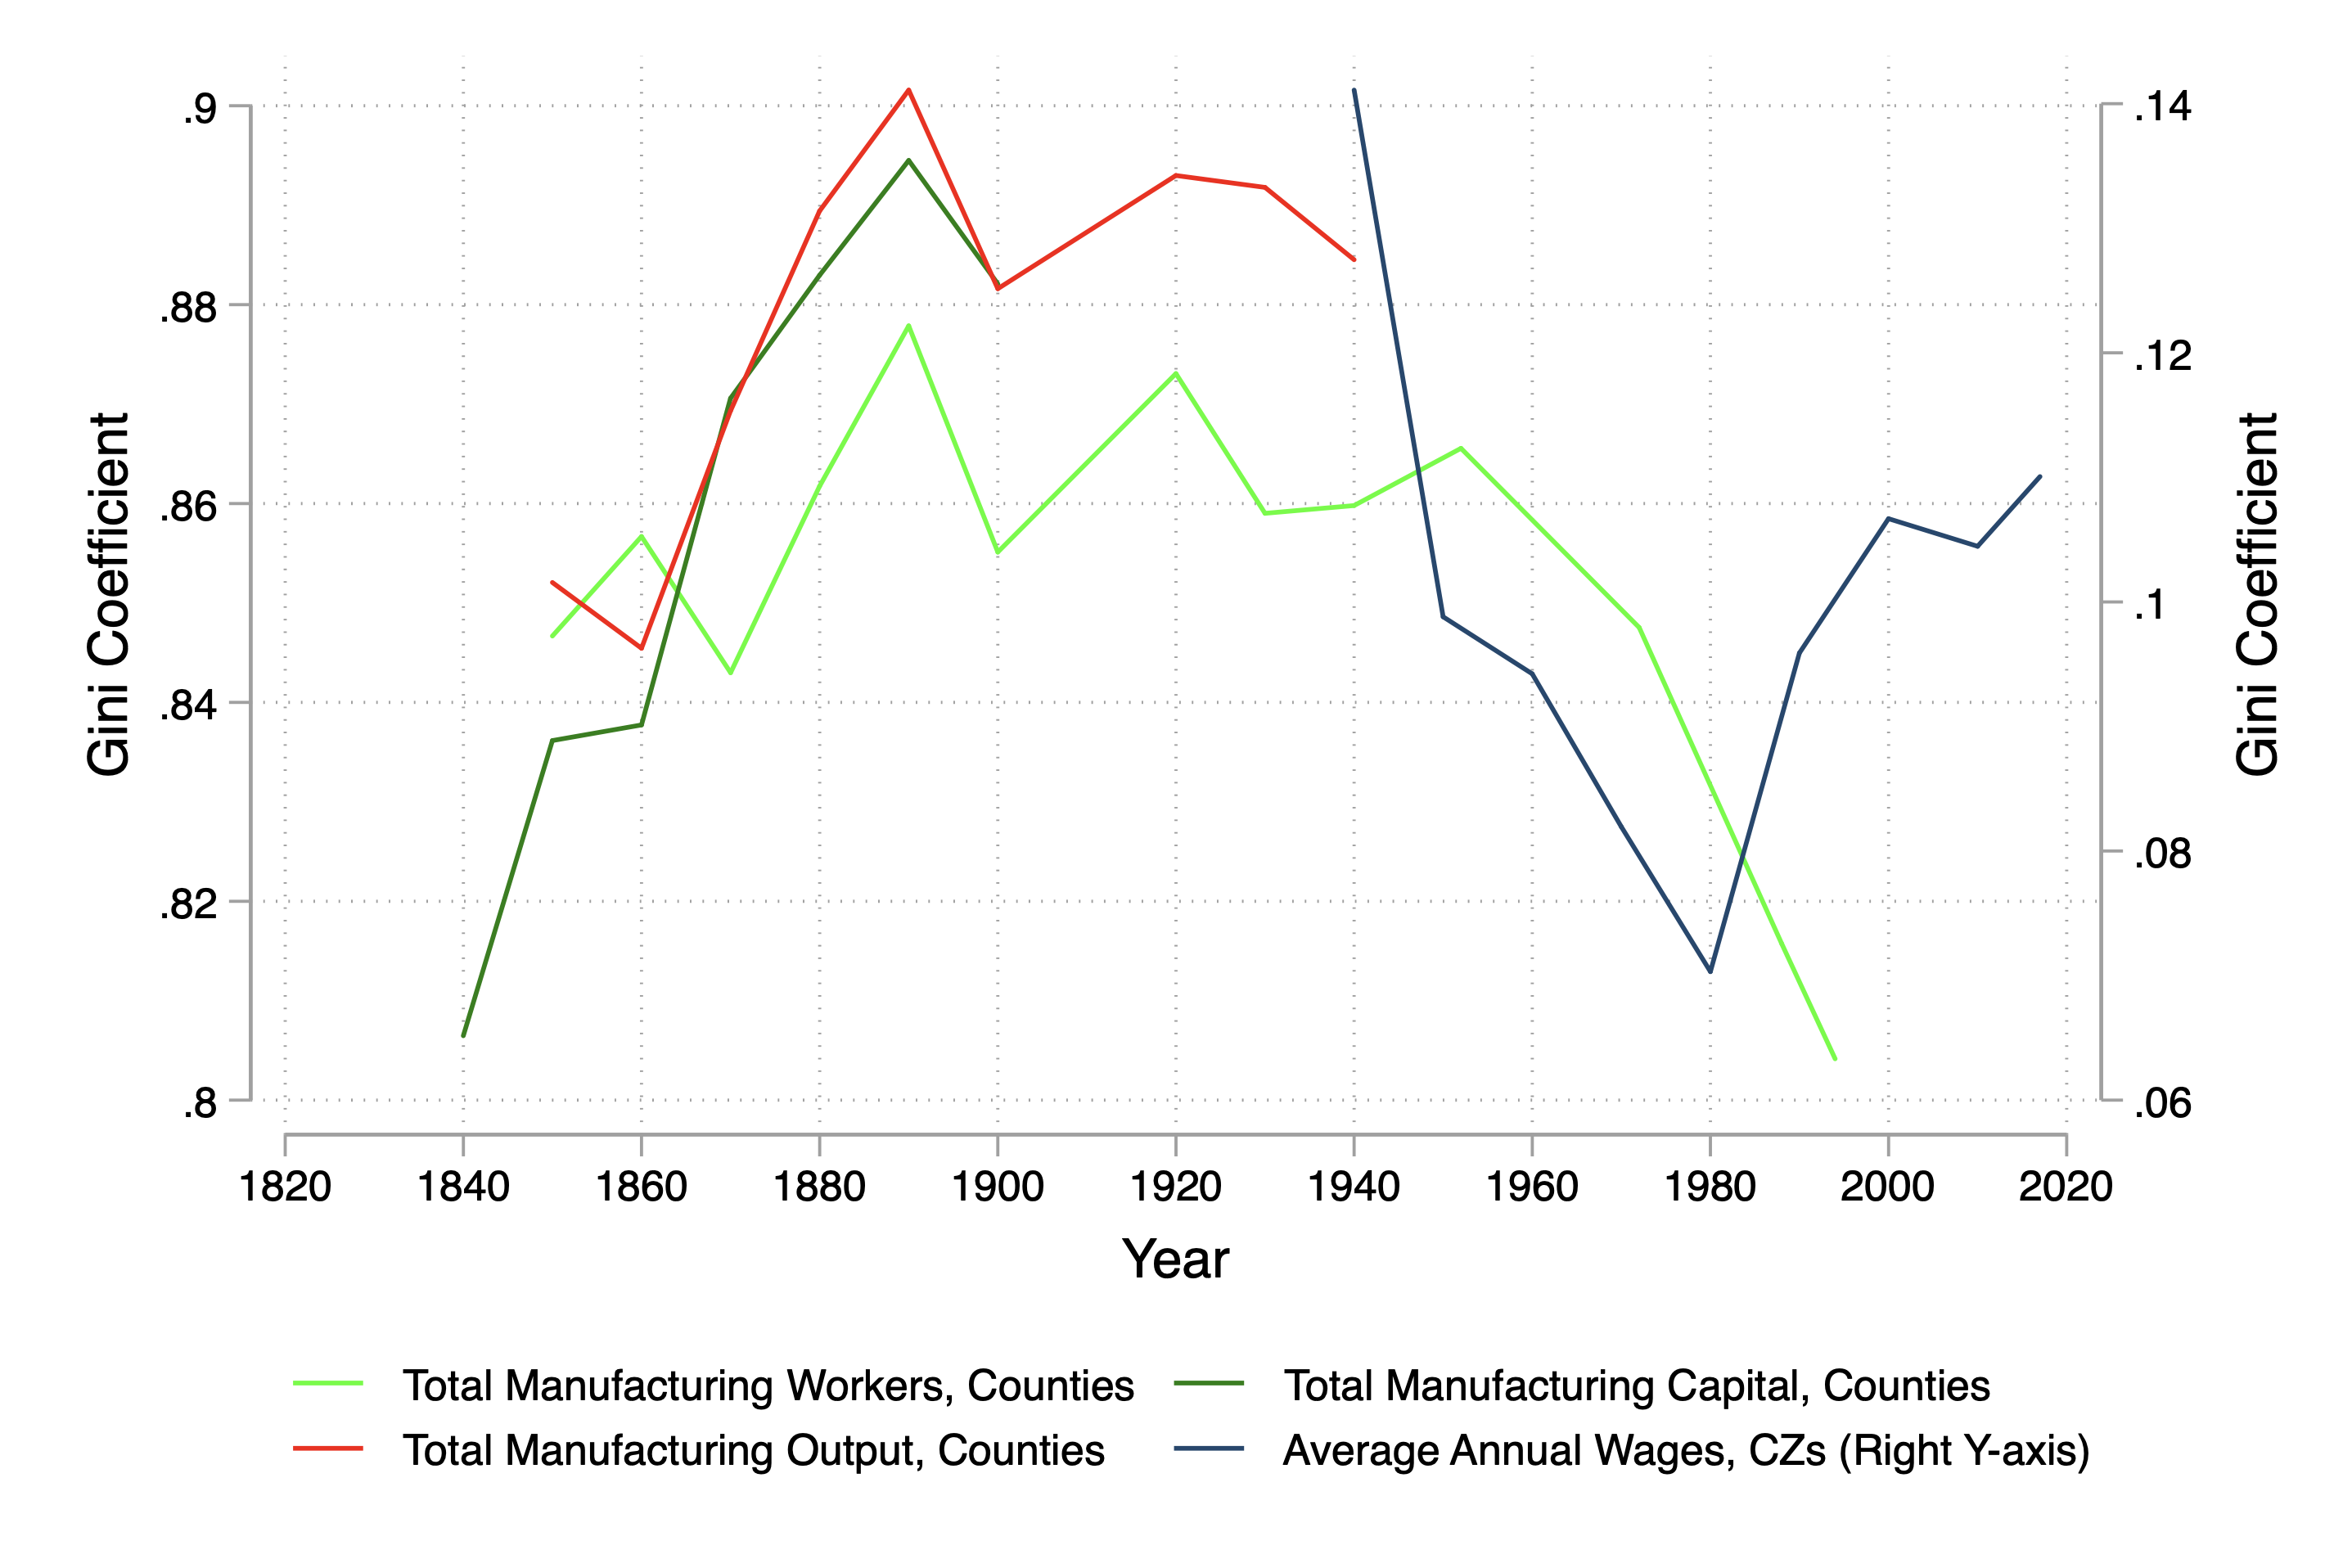 Gini Coefficient
.9
.88
.86
.84
.82
.8
.14
.12
.1
.08
.06
Gini Coefficient
1820 1840 1860 1880 1900 1920 1940 1960 1980 2000 2020
Year
Total Manufacturing Workers, Counties Total Manufacturing Capital, Counties
Total Manufacturing Output, Counties Average Annual Wages, CZs (Right Y-axis)